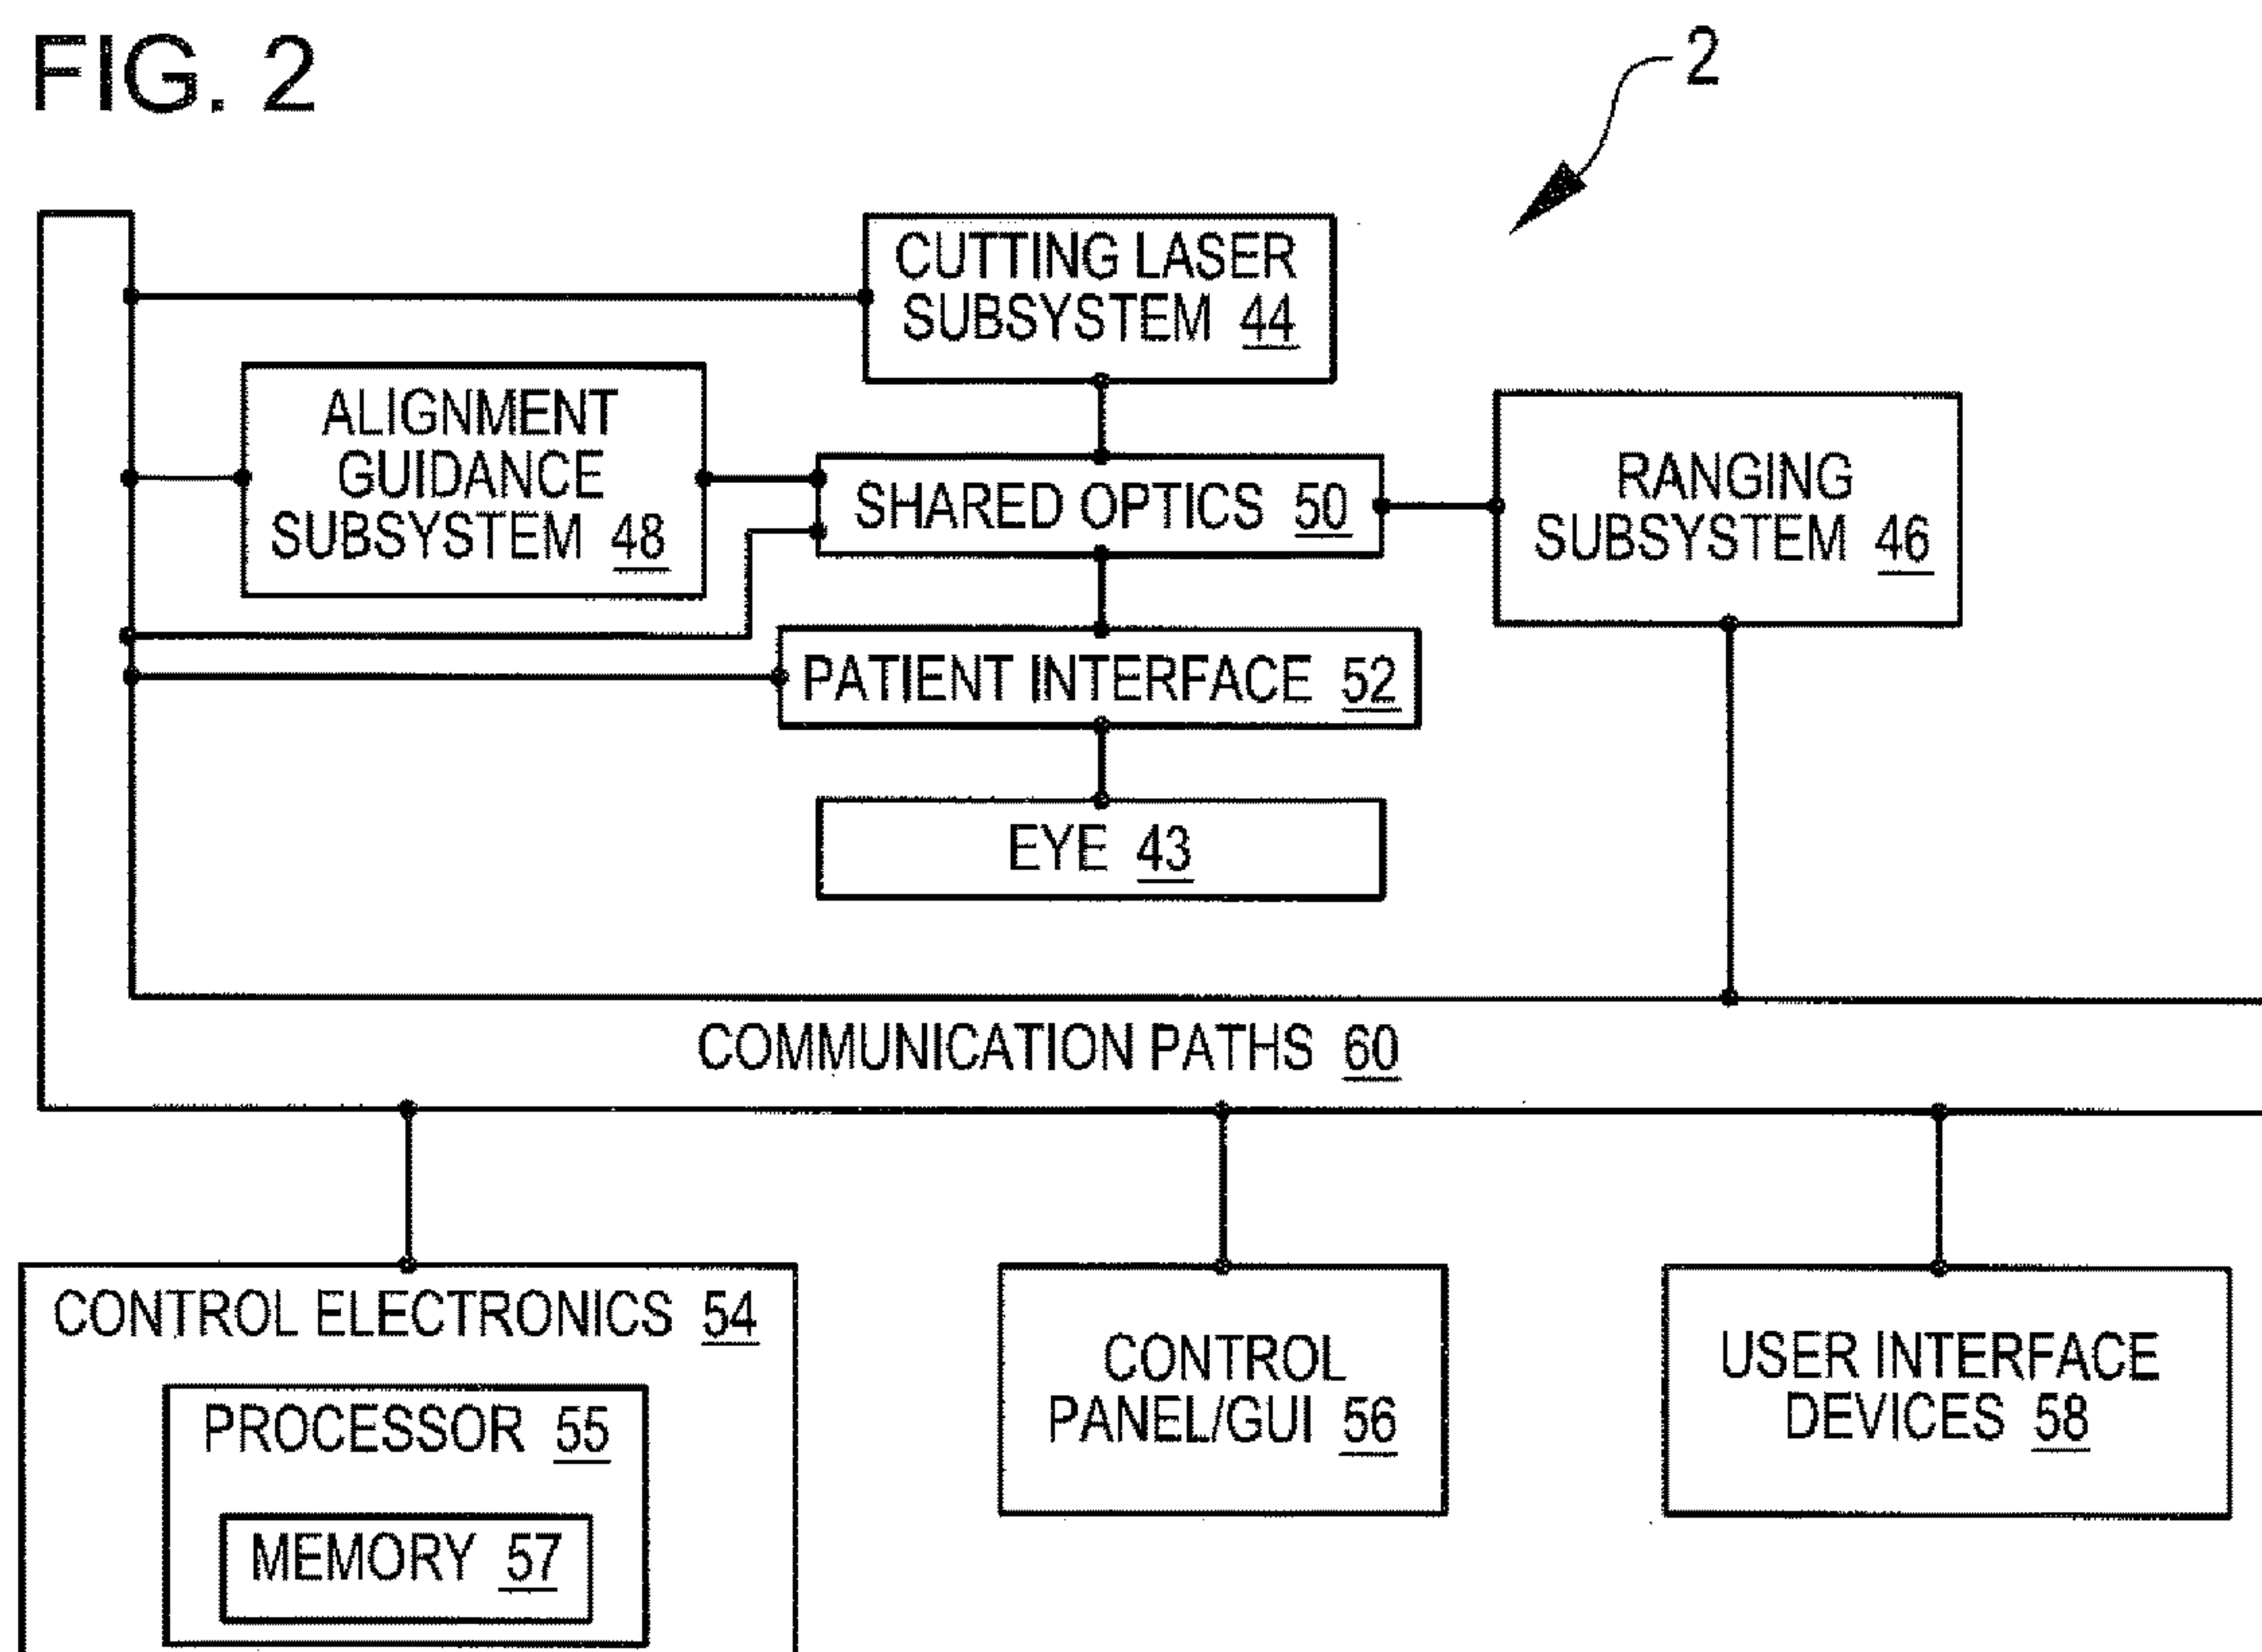 FIG. 2
2
CUTTING LASER
SUBSYSTEM 44
ALIGNMENT
GUIDANCE
SUBSYSTEM 48
SHARED OPTICS 50
RANGING
SUBSYSTEM 46
PATIENT INTERFACE 52
EYE 43
COMMUNICATION PATHS 60
CONTROL ELECTRONICS 54
PROCESSOR 55
MEMORY 57
CONTROL
PANEL/GUI 56
USER INTERFACE
DEVICES 58